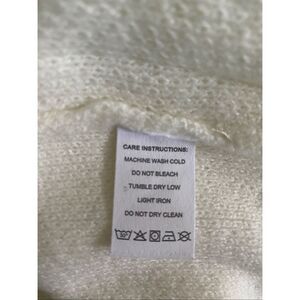 CARE INSTRUCTIONS:
MACHINE WASH COLD
DO NOT BLEACH
TUMBLE DRY LOW
LIGHT IRON
DO NOT DRY CLEAN